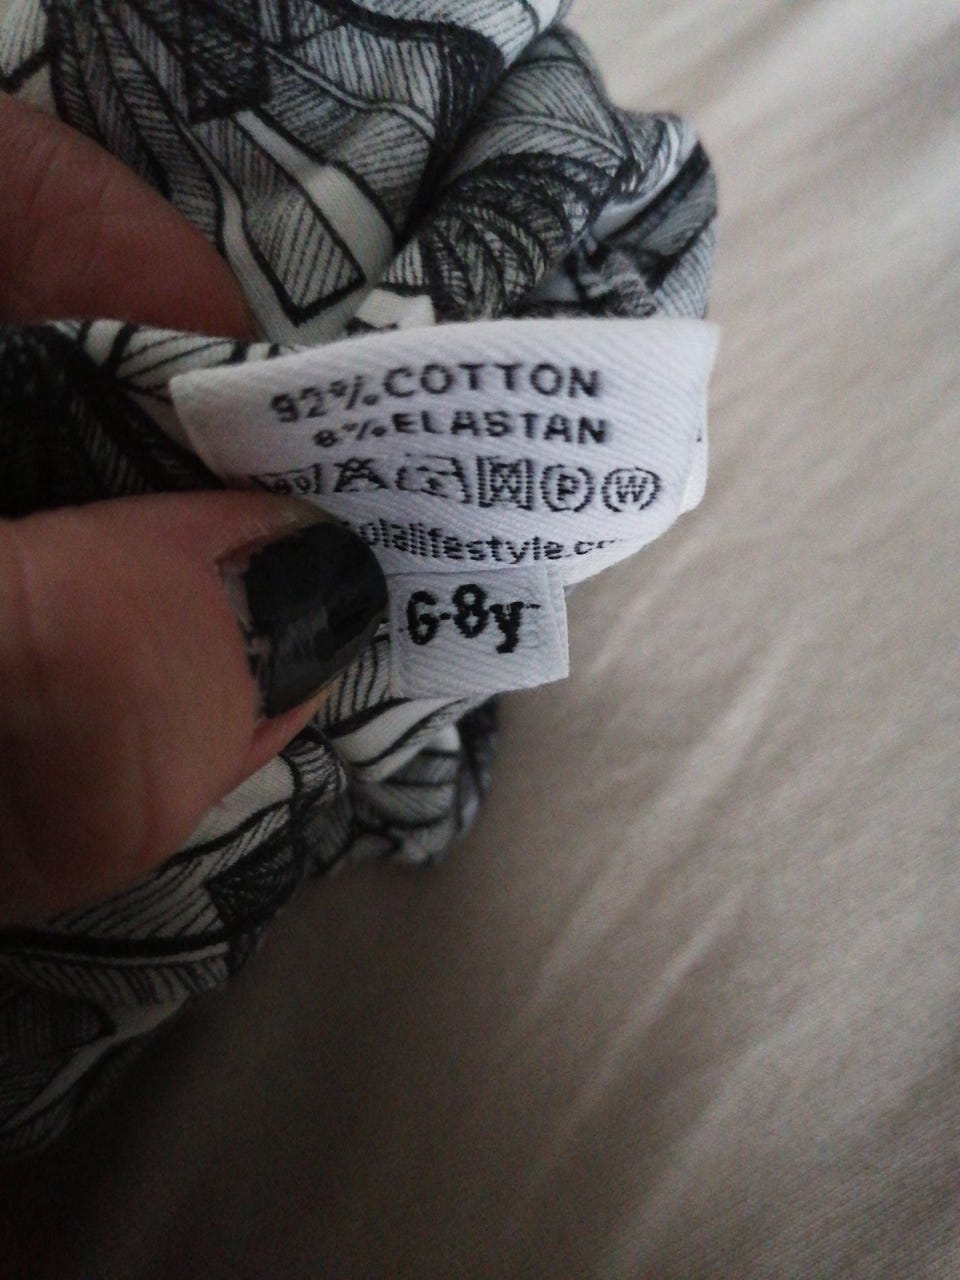 92%COTTON
8%ELASTAN
P W
6-8y